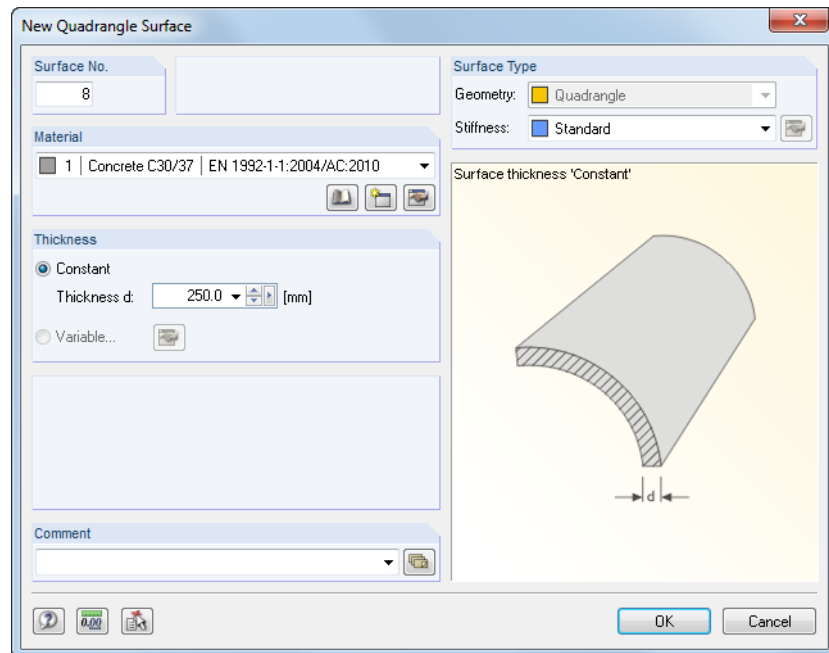 New Quadrangle Surface
Surface No.
8
Material
1 Concrete C30/37 EN 1992-1-1:2004/AC:2010
Thickness
Constant
Thickness d: 250.0 [mm]
Variable...
Comment
Surface Type
Geometry: Quadrangle
Stiffness: Standard
Surface thickness 'Constant'
d
0.00
OK Cancel